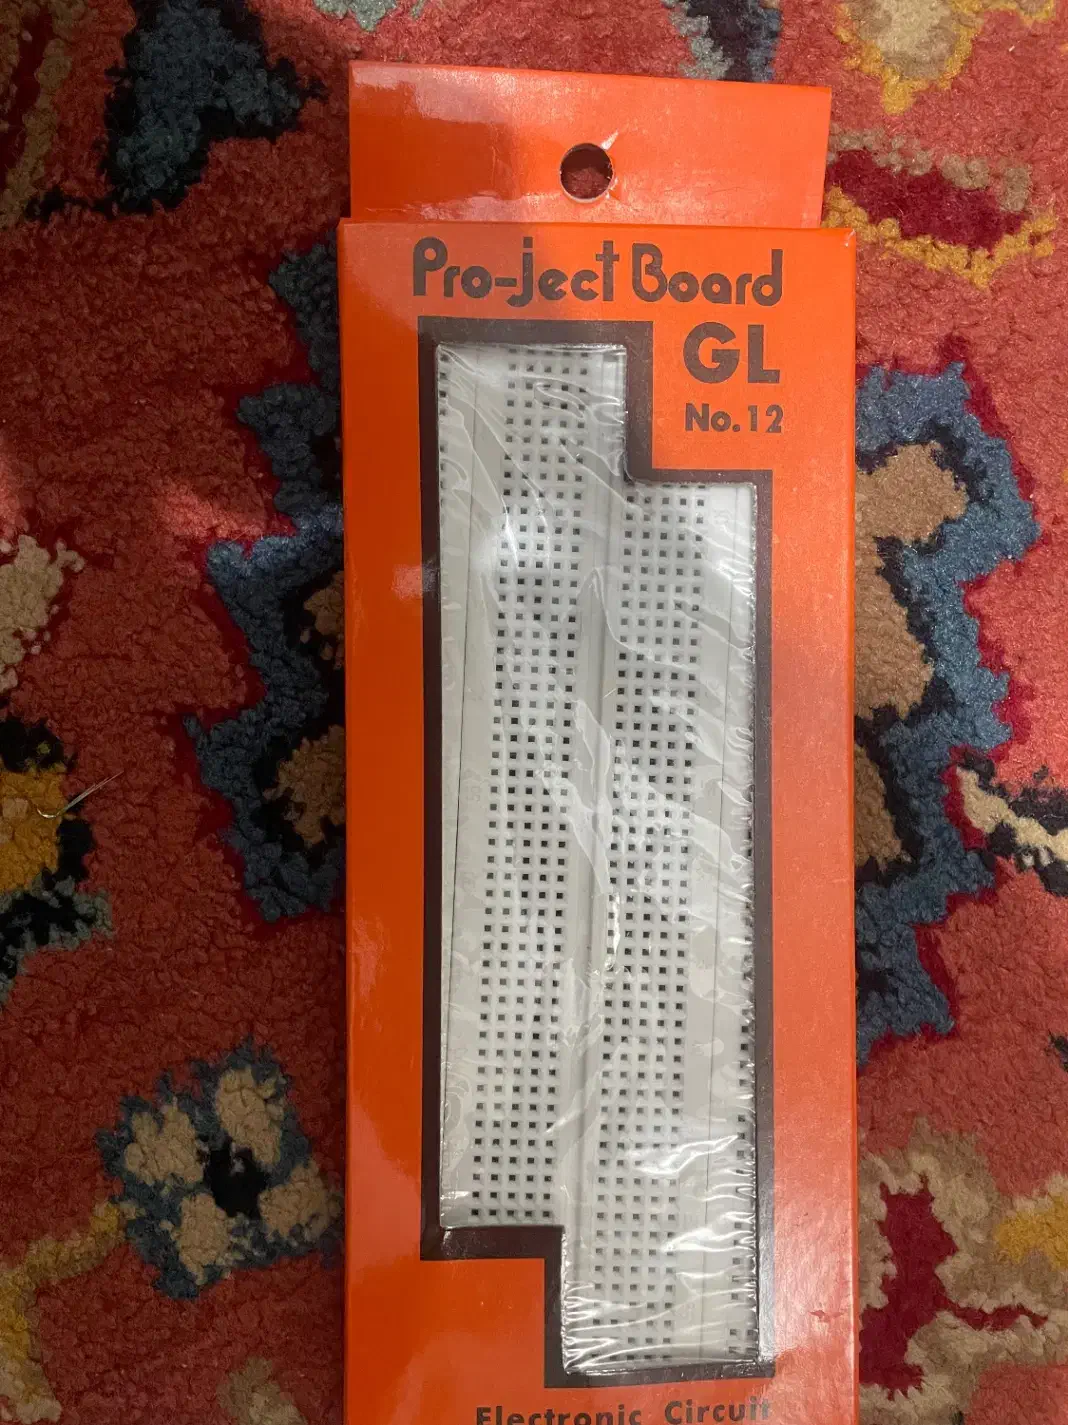 Pro-ject Board
GL
No.12
Electronic Circuit